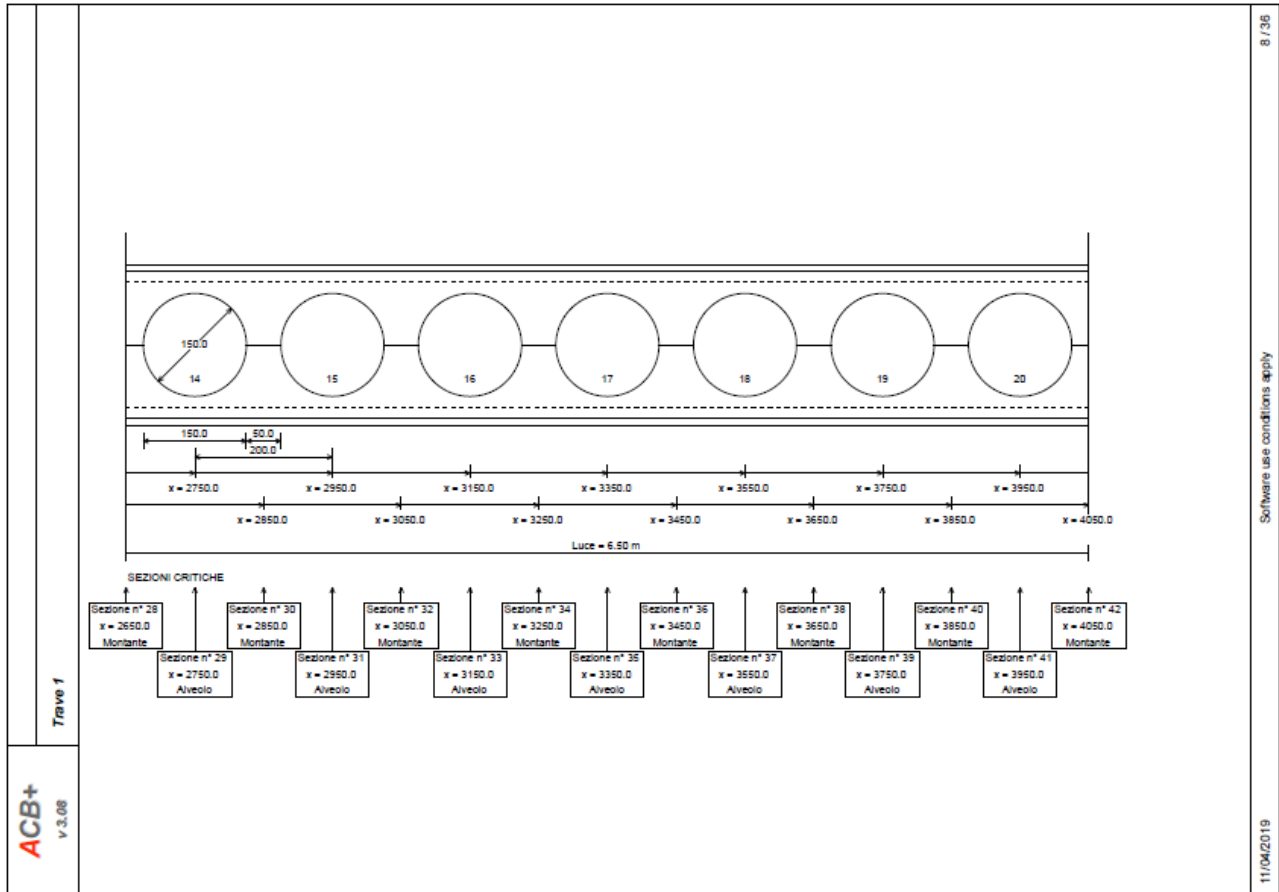 ACB+
v 3.08
Trave 1
150.0
14
15
16
17
18
19
20
150.0
50.0
200.0
x = 2750.0
x = 2950.0
x = 3150.0
x = 3350.0
x = 3550.0
x = 3750.0
x = 3950.0
x = 2850.0
x = 3050.0
x = 3250.0
x = 3450.0
x = 3650.0
x = 3850.0
x = 4050.0
Luce = 6.50 m
SEZIONI CRITICHE
Sezione n° 28
x = 2650.0
Montante
Sezione n° 30
x = 2850.0
Montante
Sezione n° 32
x = 3050.0
Montante
Sezione n° 34
x = 3250.0
Montante
Sezione n° 36
x = 3450.0
Montante
Sezione n° 38
x = 3650.0
Montante
Sezione n° 40
x = 3850.0
Montante
Sezione n° 42
x = 4050.0
Montante
Sezione n° 29
x = 2750.0
Alveolo
Sezione n° 31
x = 2950.0
Alveolo
Sezione n° 33
x = 3150.0
Alveolo
Sezione n° 35
x = 3350.0
Alveolo
Sezione n° 37
x = 3550.0
Alveolo
Sezione n° 39
x = 3750.0
Alveolo
Sezione n° 41
x = 3950.0
Alveolo
11/04/2019
Software use conditions apply
8 / 36